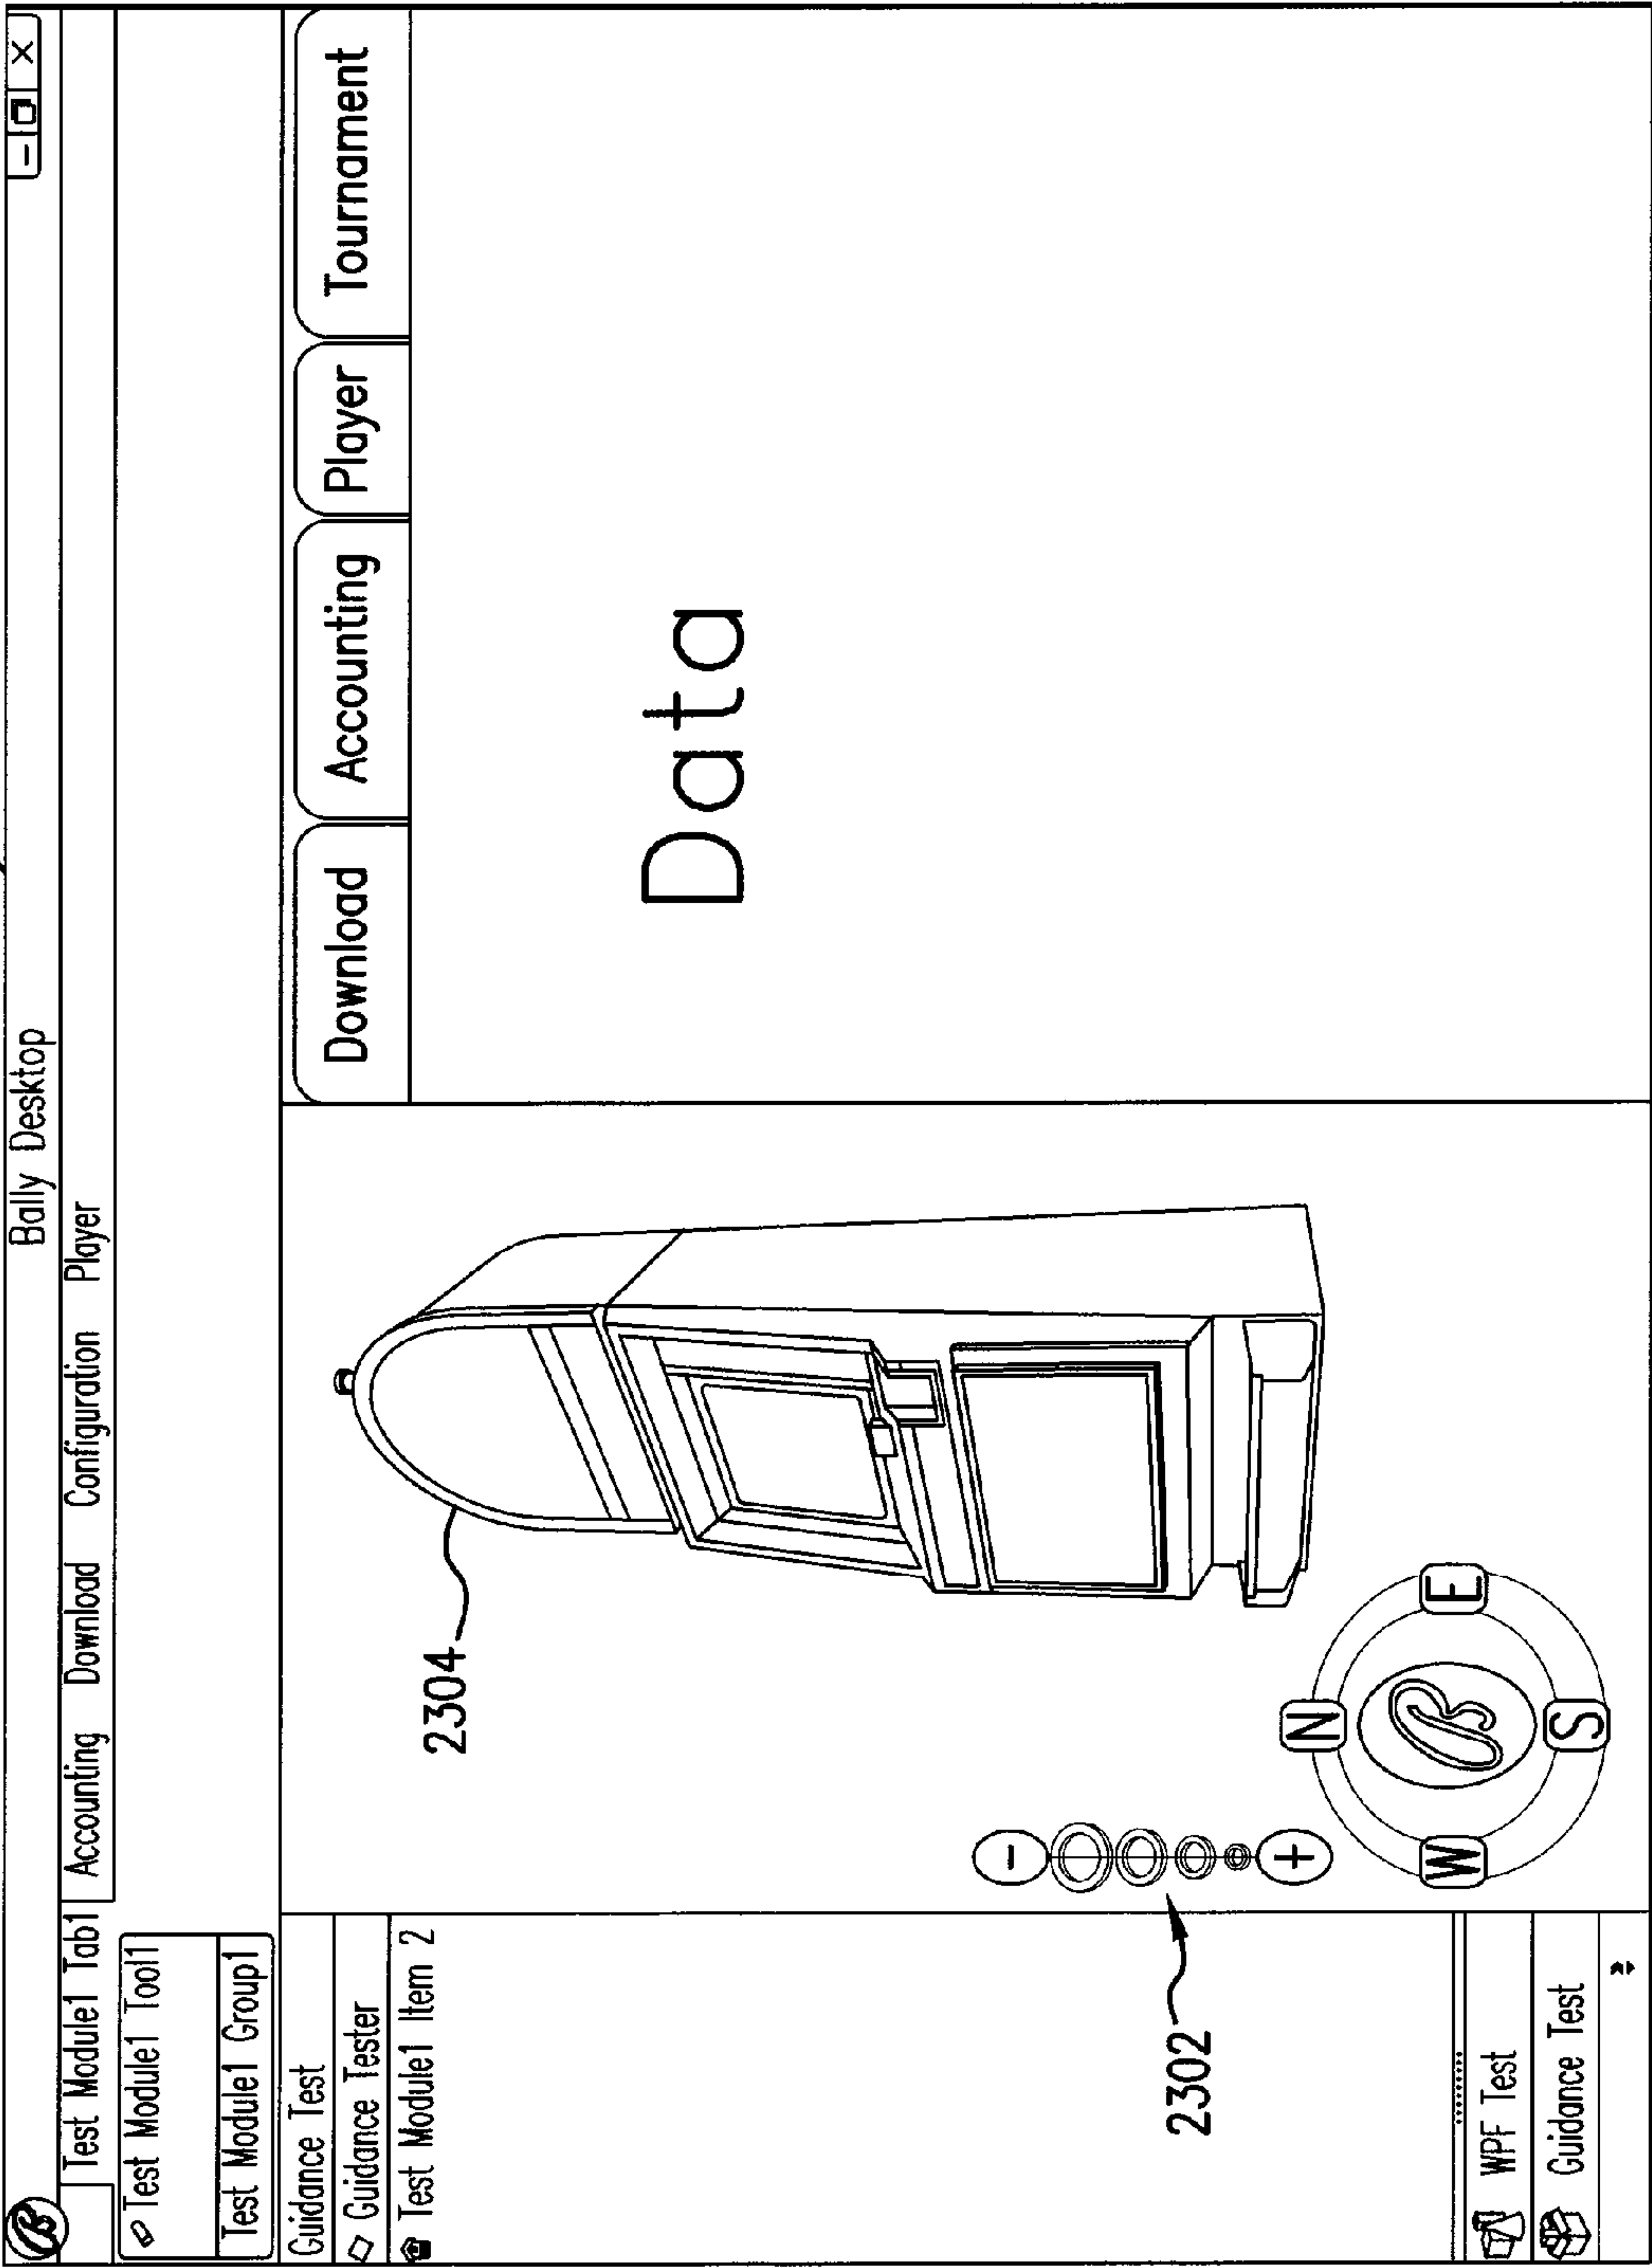 Bally Desktop
Test Module1 Tab1 Accounting Download Configuration Player
Test Module1 Tool1
Test Module1 Group1
Guidance Test
Guidance Tester
Test Module1 Item 2
2304
2302
-
+
N
W
E
S
B
Download Accounting Player Tournament
Data
WPF Test
Guidance Test